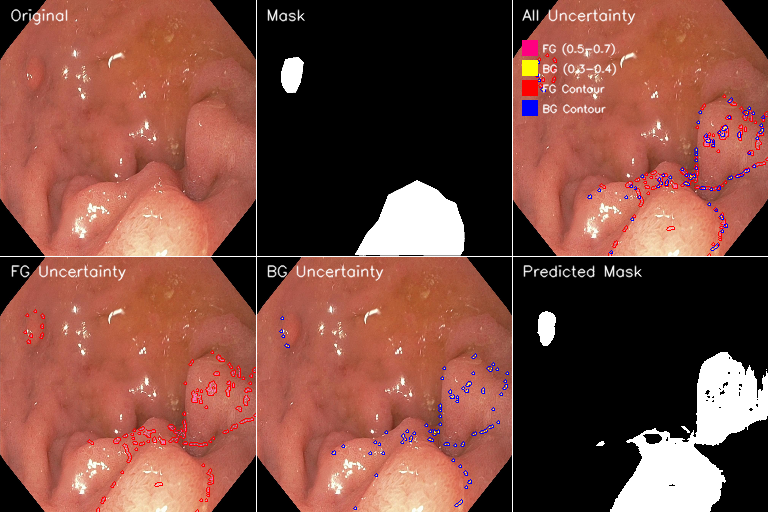 Original
Mask
All Uncertainty
FG (0.5-0.7)
BG (0.3-0.4)
FG Contour
BG Contour
FG Uncertainty
BG Uncertainty
Predicted Mask